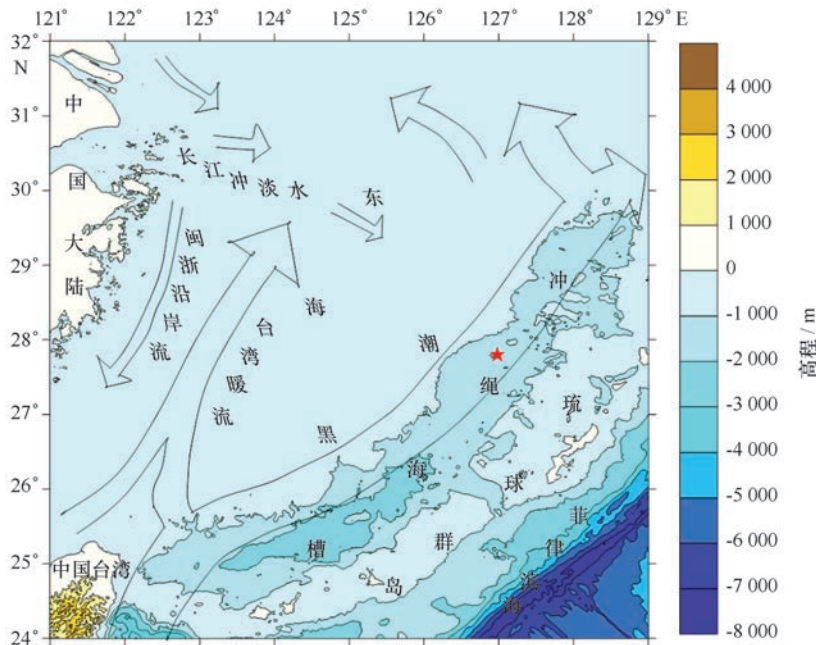 121° 122° 123° 124° 125° 126° 127° 128° 129° E
32°
N
31°
30°
29°
28°
27°
26°
25°
24°
中国大陆
长江冲淡水
闽浙沿岸流
台湾暖流
东海
黑潮
冲绳海槽
琉球群岛
菲律宾海
中国台湾
4 000
3 000
2 000
1 000
0
-1 000
-2 000
-3 000
-4 000
-5 000
-6 000
-7 000
-8 000
高程 / m